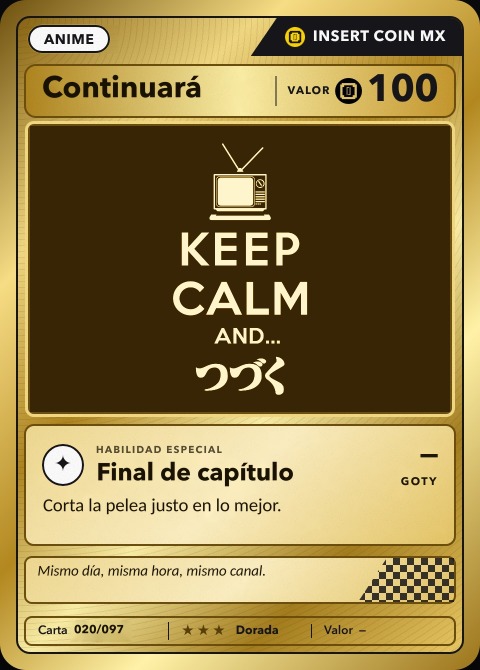 ANIME
INSERT COIN MX
Continuará
VALOR 100
KEEP
CALM
AND...
つづく
HABILIDAD ESPECIAL
Final de capítulo
–
GOTY
Corta la pelea justo en lo mejor.
Mismo día, misma hora, mismo canal.
Carta 020/097 ★ ★ ★ Dorada Valor –